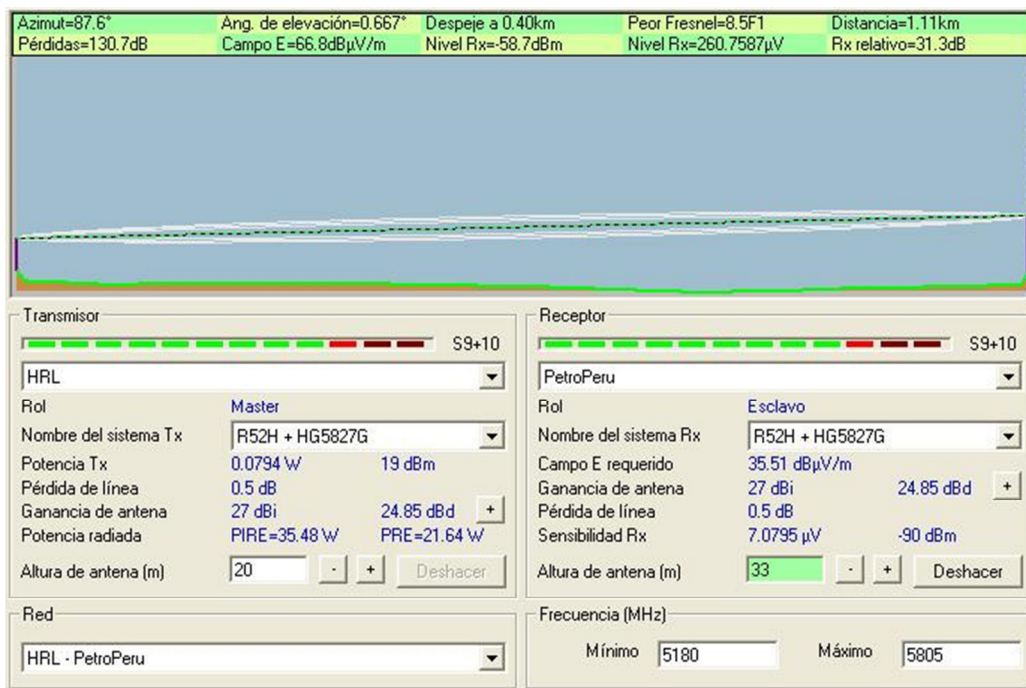 Azimut=87.6° Ang. de elevación=0.667° Despeje a 0.40km Peor Fresnel=8.5F1 Distancia=1.11km
Pérdidas=130.7dB Campo E=66.8dBµV/m Nivel Rx=-58.7dBm Nivel Rx=260.7587µV Rx relativo=31.3dB
Transmisor
S9+10
HRL
Rol Master
Nombre del sistema Tx R52H + HG5827G
Potencia Tx 0.0794 W 19 dBm
Pérdida de línea 0.5 dB
Ganancia de antena 27 dBi 24.85 dBd +
Potencia radiada PIRE=35.48 W PRE=21.64 W
Altura de antena (m) 20 - + Deshacer
Receptor
S9+10
PetroPeru
Rol Esclavo
Nombre del sistema Rx R52H + HG5827G
Campo E requerido 35.51 dBµV/m
Ganancia de antena 27 dBi 24.85 dBd +
Pérdida de línea 0.5 dB
Sensibilidad Rx 7.0795 µV -90 dBm
Altura de antena (m) 33 - + Deshacer
Red
HRL - PetroPeru
Frecuencia (MHz)
Mínimo 5180 Máximo 5805